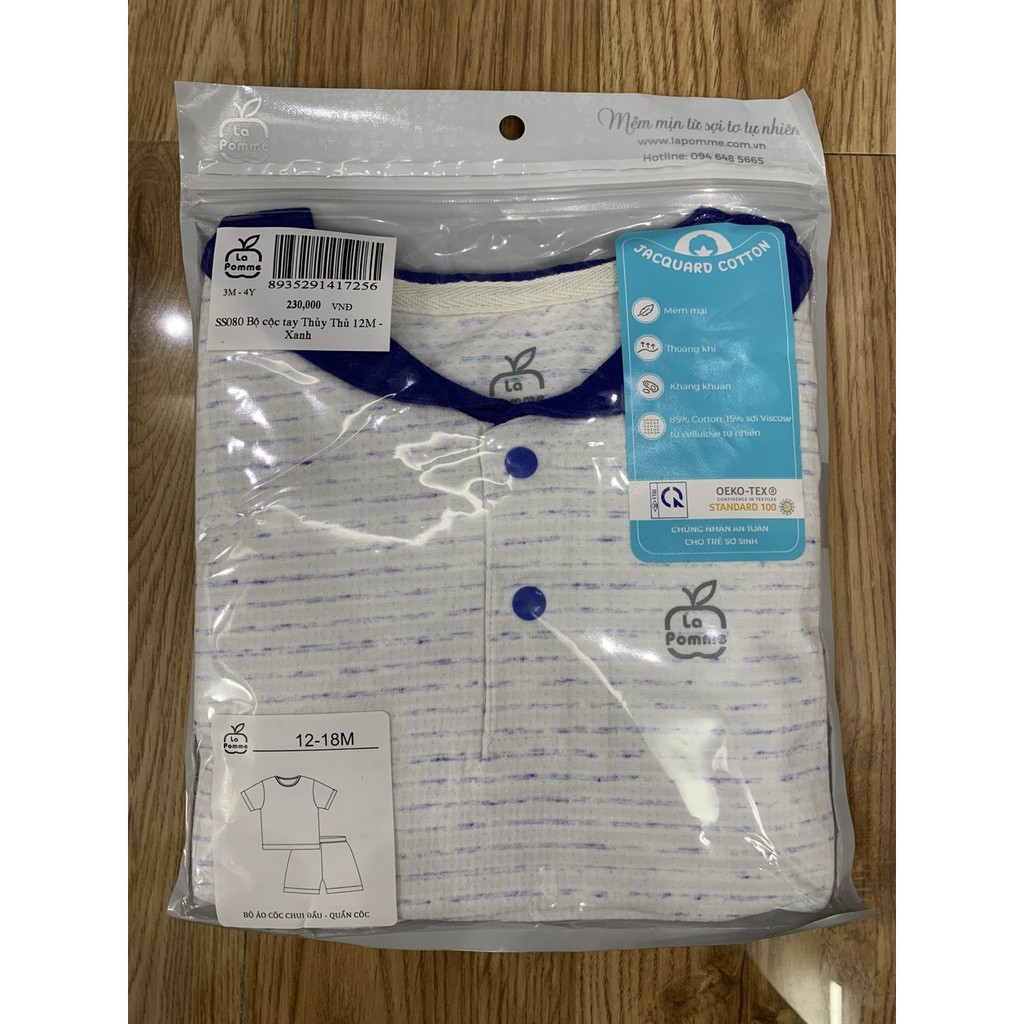 La
Pomme
Mềm mịn từ sợi tơ tự nhiên
www.lapomme.com.vn
Hotline: 094 648 5665
La
Pomme
3M - 4Y
8935291417256
230,000 VNĐ
SS080 Bộ cộc tay Thủy Thủ 12M -
Xanh
JACQUARD COTTON
Mềm mại
Thoáng khí
Kháng khuẩn
85% Cotton, 15% sợi Viscose
từ cellulose tự nhiên
OEKO-TEX®
CONFIDENCE IN TEXTILES
STANDARD 100
CHỨNG NHẬN AN TOÀN
CHO TRẺ SƠ SINH
La
Pomme
La
Pomme
La
Pomme
12-18M
BỘ ÁO CỘC CHUI ĐẦU - QUẦN CỘC